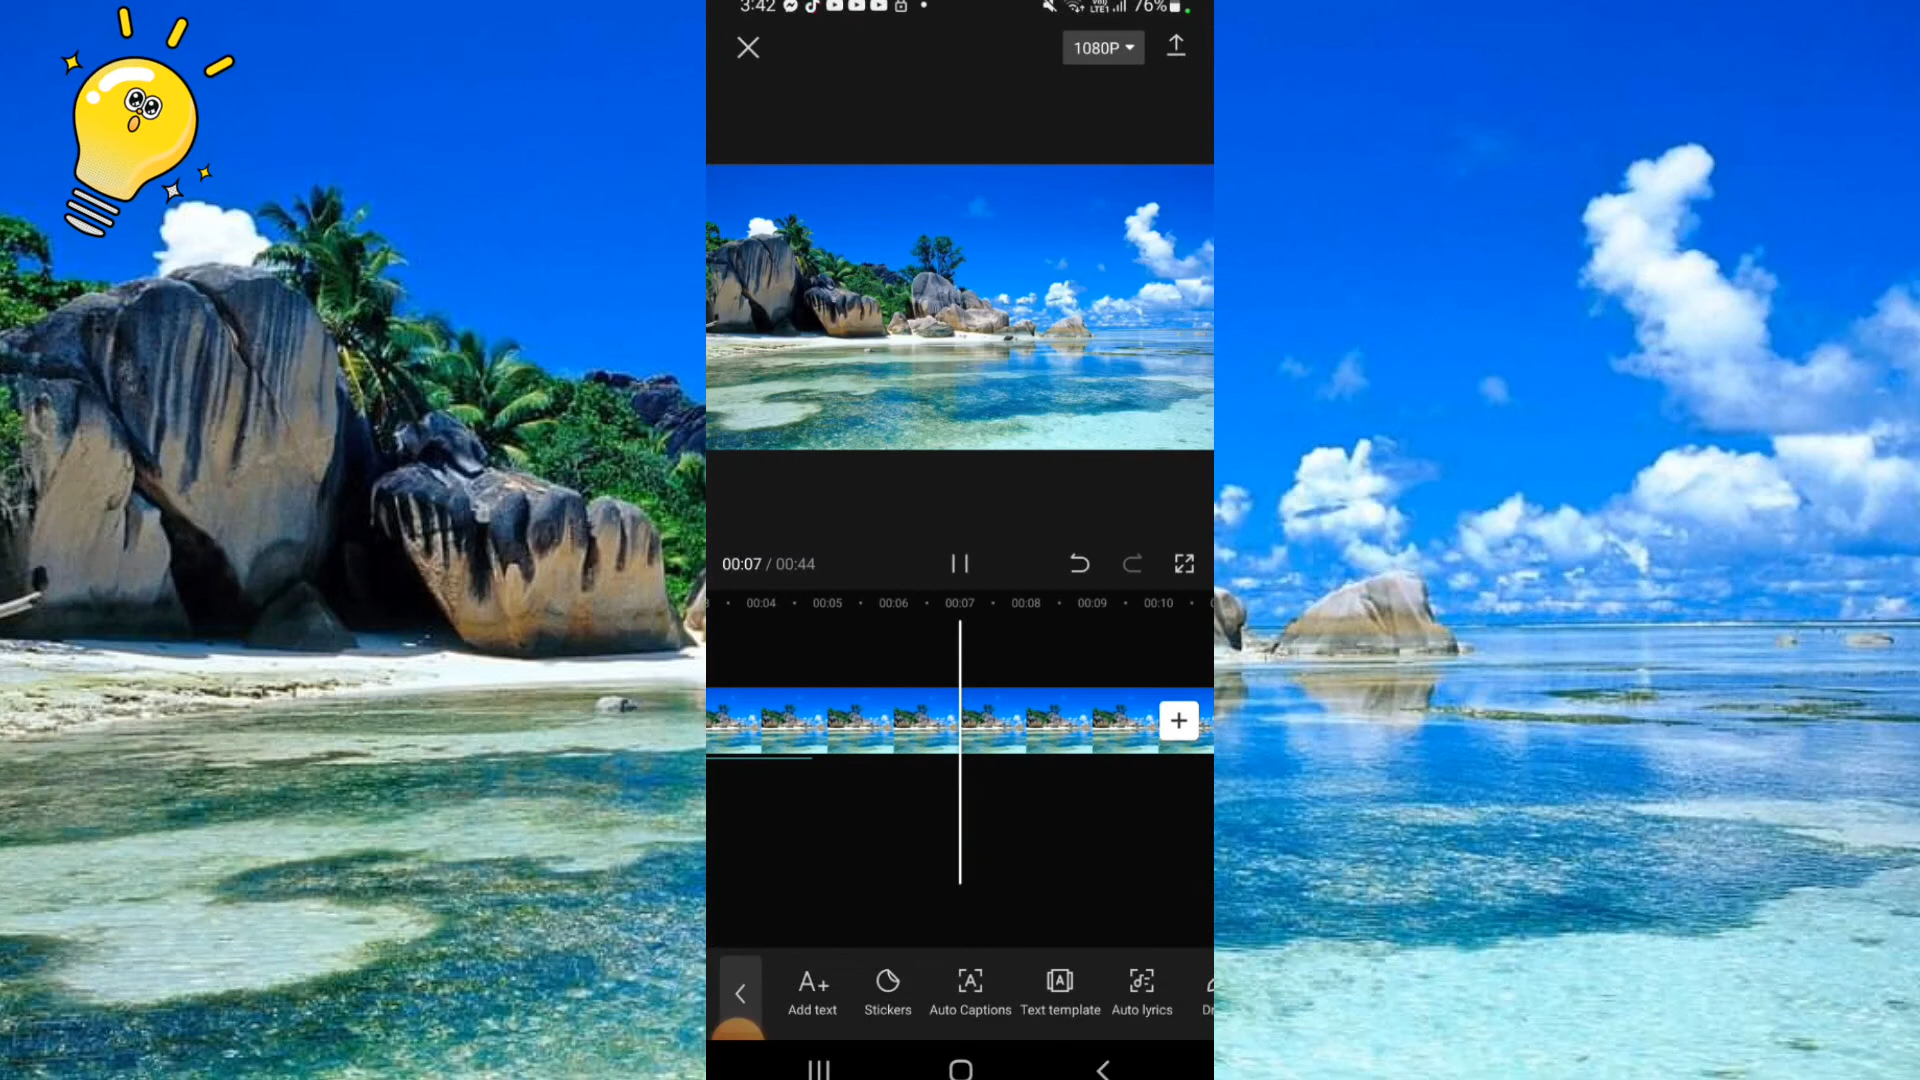 3:42 76%
1080P
00:07 / 00:44
00:04 00:05 00:06 00:07 00:08 00:09 00:10
A+ A A
Add text Stickers Auto Captions Text template Auto lyrics